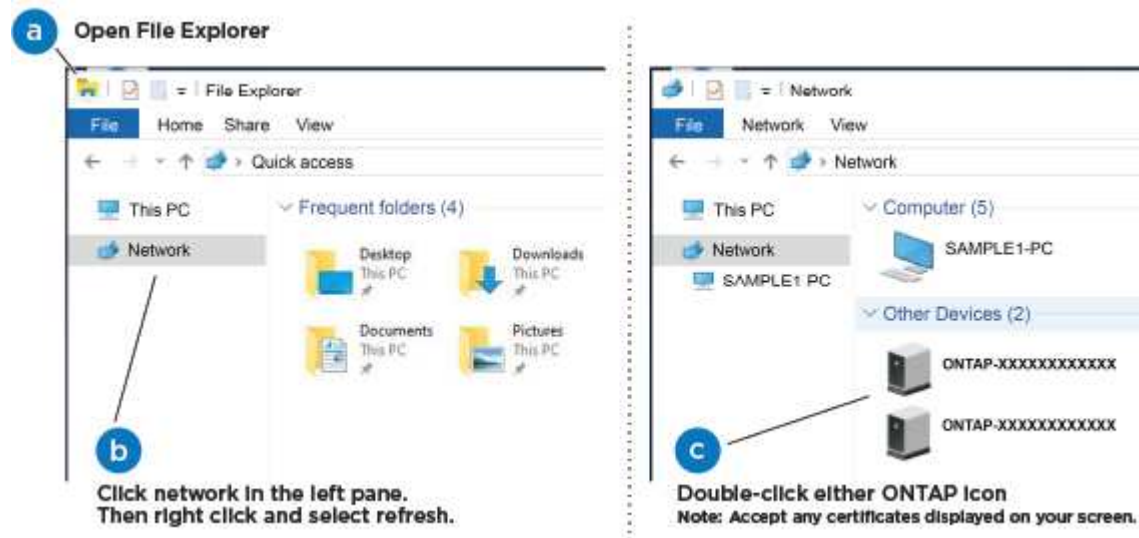 a Open File Explorer
File Explorer
File Home Share View
Quick access
This PC
Network
Frequent folders (4)
Desktop
This PC
Downloads
This PC
Documents
This PC
Pictures
This PC
b
Click network in the left pane.
Then right click and select refresh.
Network
File Network View
Network
This PC
Network
SAMPLE1 PC
Computer (5)
SAMPLE1-PC
Other Devices (2)
ONTAP-XXXXXXXXXXXX
ONTAP-XXXXXXXXXXXX
c
Double-click either ONTAP icon
Note: Accept any certificates displayed on your screen.